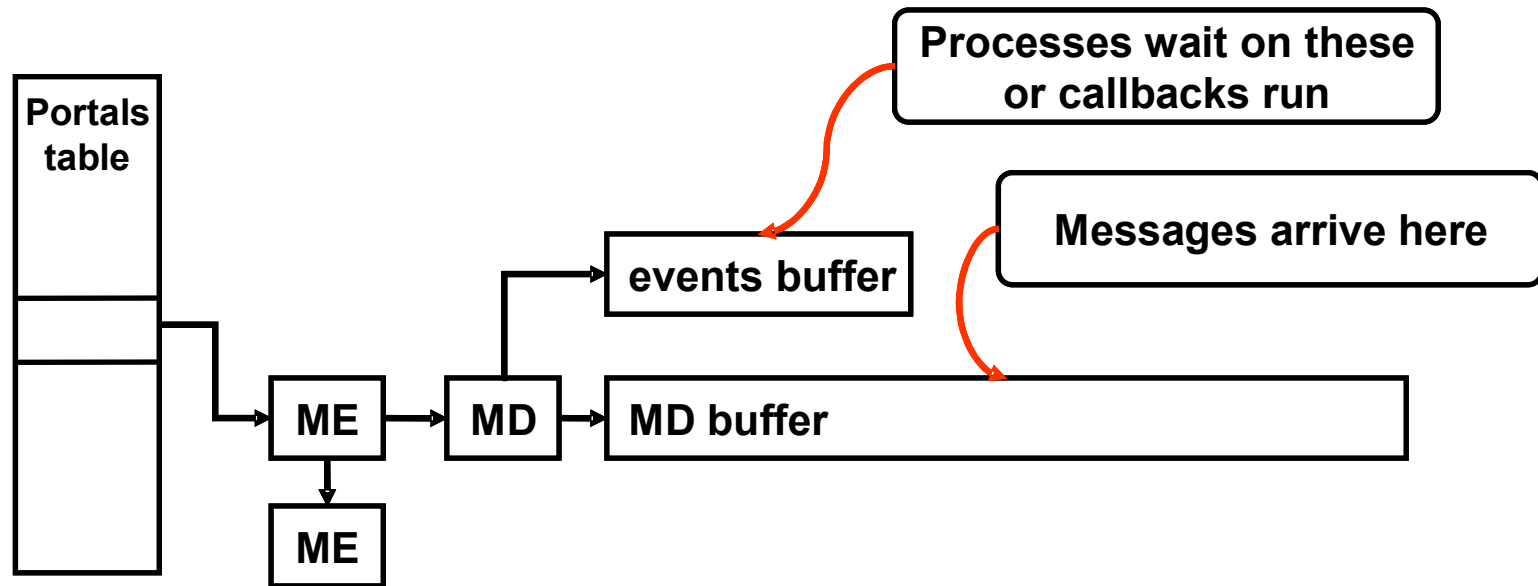 Processes wait on these
or callbacks run
Portals
table
Messages arrive here
events buffer
ME
MD
MD buffer
ME